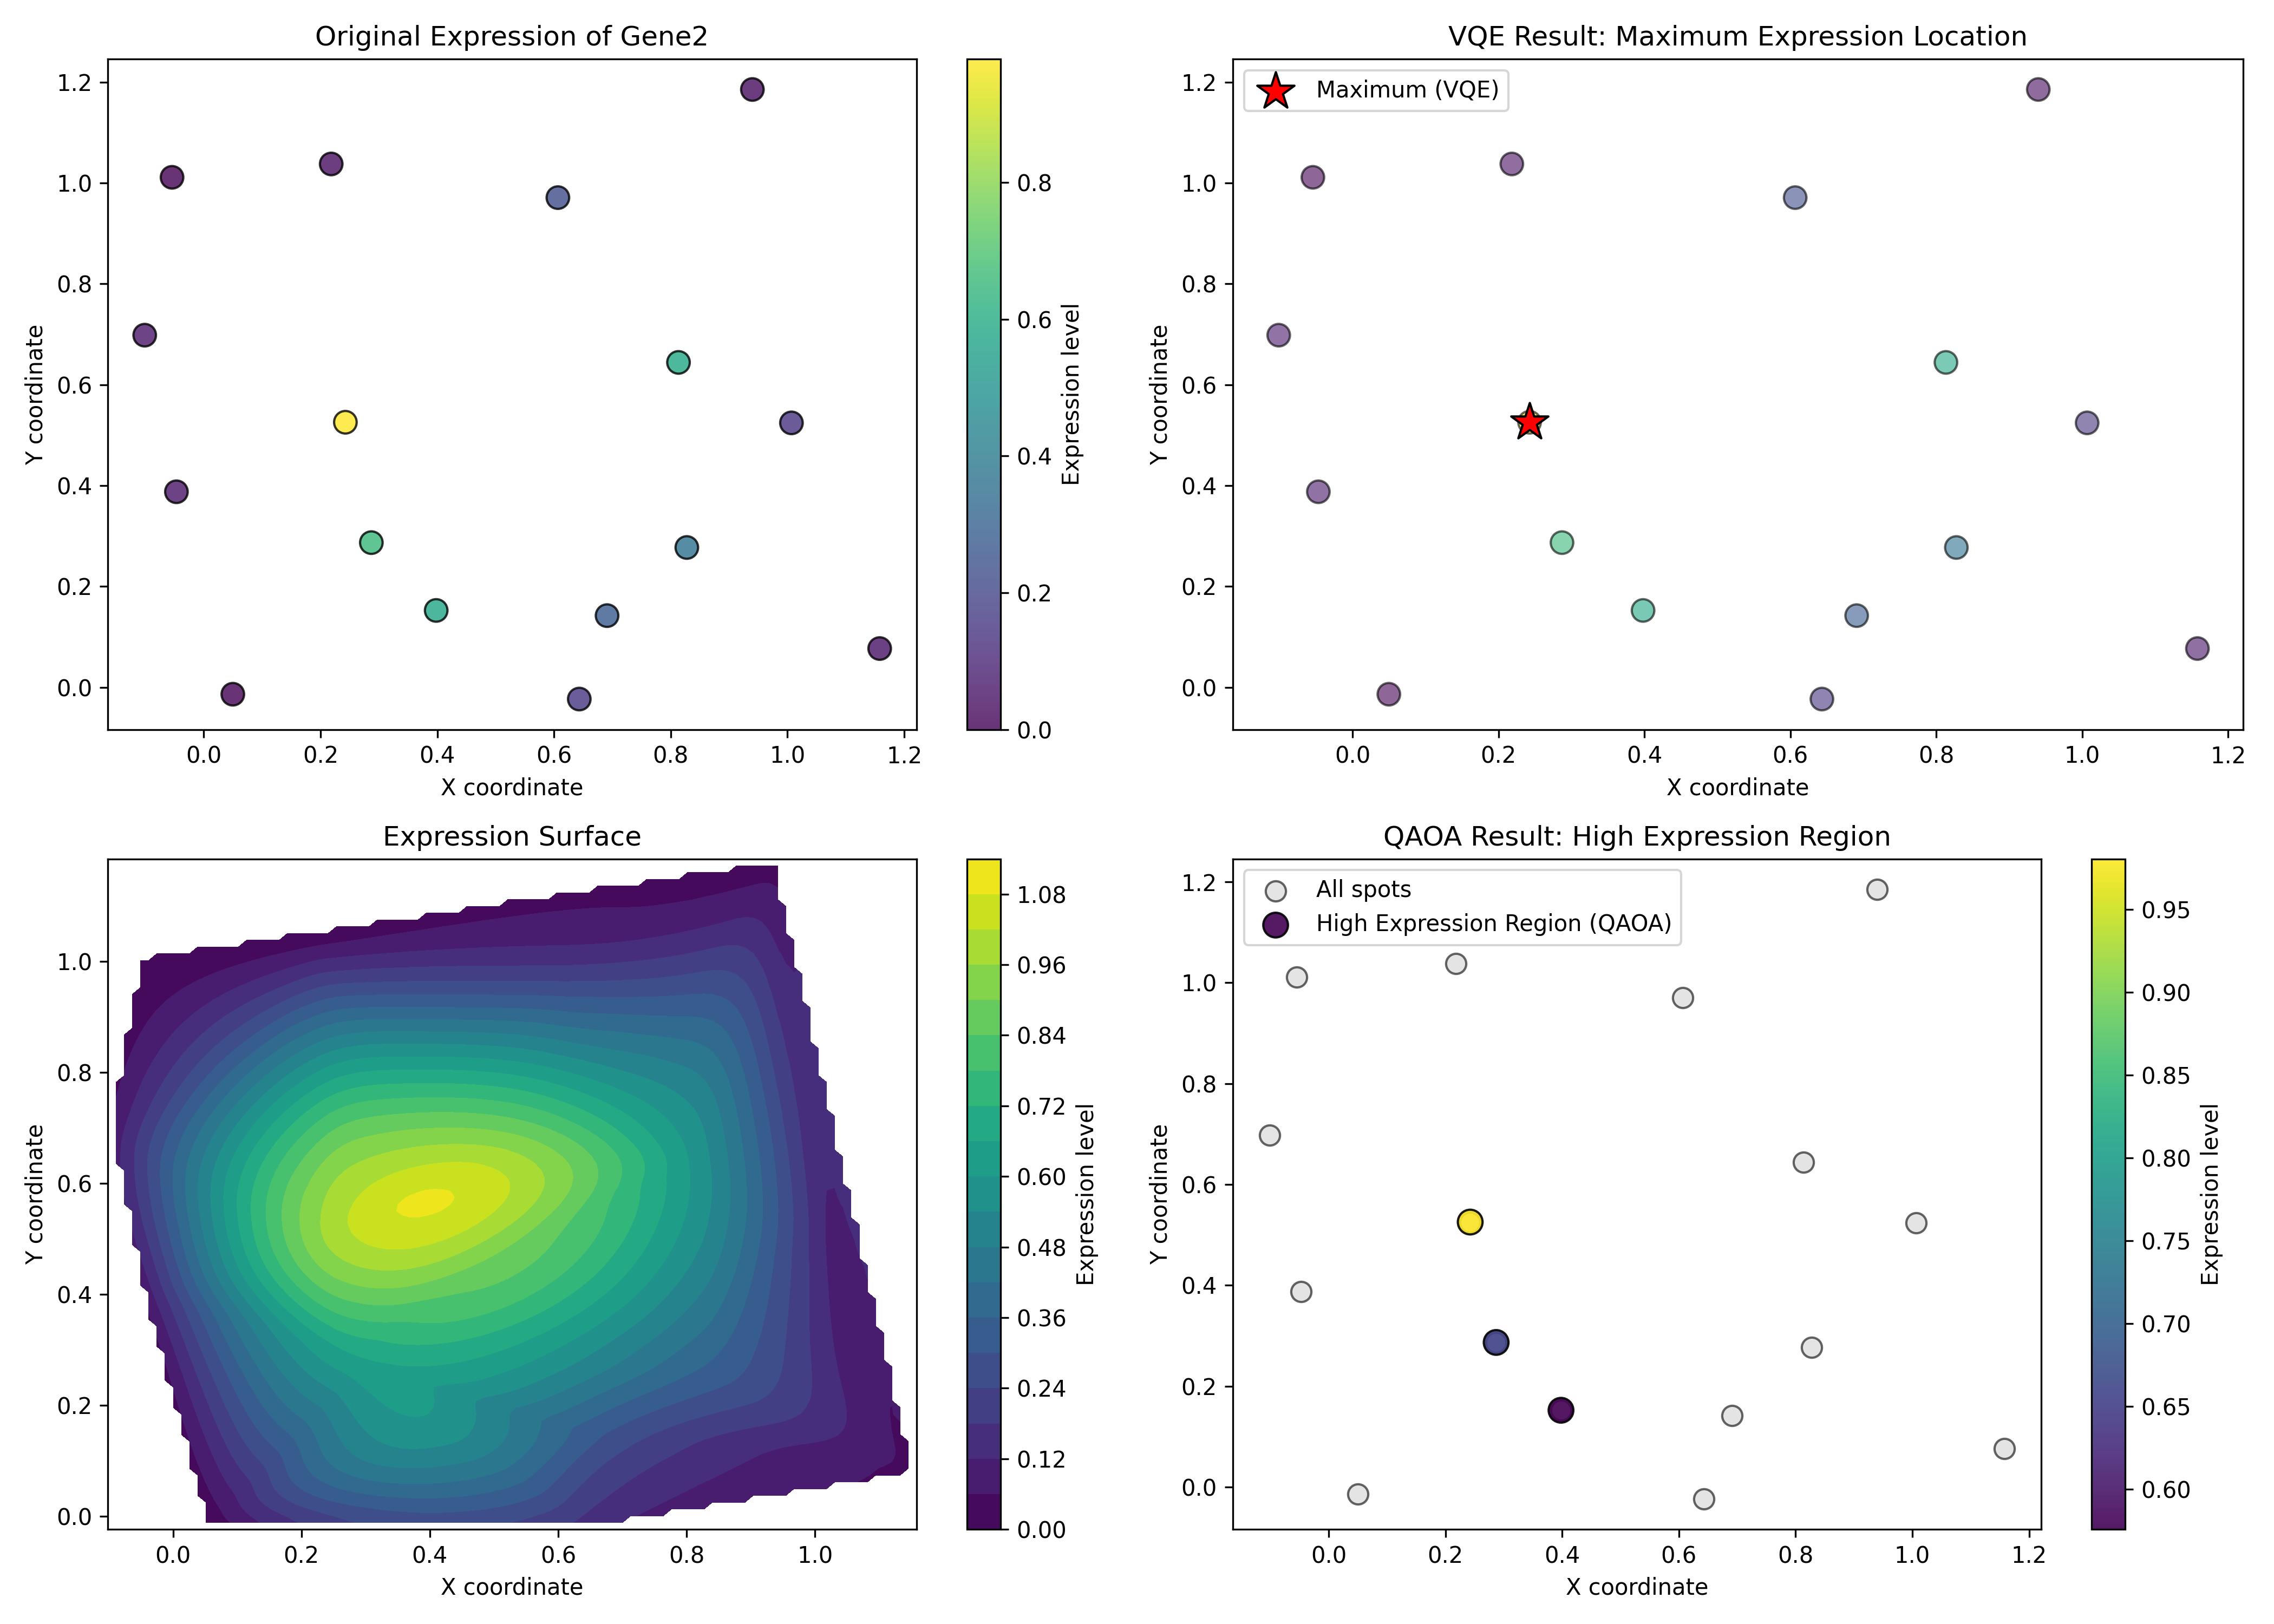 Original Expression of Gene2
1.2
1.0
0.8
0.6
0.4
0.2
0.0
Y coordinate
0.0 0.2 0.4 0.6 0.8 1.0 1.2
X coordinate
0.8
0.6
0.4
0.2
0.0
Expression level
VQE Result: Maximum Expression Location
Maximum (VQE)
1.2
1.0
0.8
0.6
0.4
0.2
0.0
Y coordinate
0.0 0.2 0.4 0.6 0.8 1.0 1.2
X coordinate
Expression Surface
1.0
0.8
0.6
0.4
0.2
0.0
Y coordinate
0.0 0.2 0.4 0.6 0.8 1.0
X coordinate
1.08
0.96
0.84
0.72
0.60
0.48
0.36
0.24
0.12
0.00
Expression level
QAOA Result: High Expression Region
All spots
High Expression Region (QAOA)
1.2
1.0
0.8
0.6
0.4
0.2
0.0
Y coordinate
0.0 0.2 0.4 0.6 0.8 1.0 1.2
X coordinate
0.95
0.90
0.85
0.80
0.75
0.70
0.65
0.60
Expression level